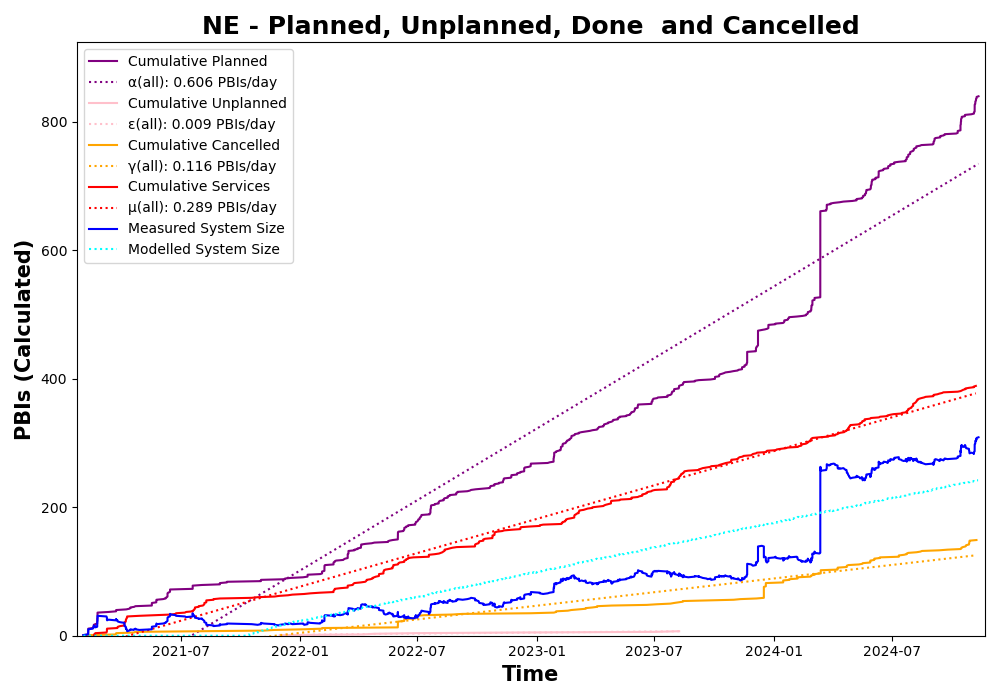 NE - Planned, Unplanned, Done  and Cancelled
Cumulative Planned
α(all): 0.606 PBIs/day
Cumulative Unplanned
ε(all): 0.009 PBIs/day
Cumulative Cancelled
γ(all): 0.116 PBIs/day
Cumulative Services
μ(all): 0.289 PBIs/day
Measured System Size
Modelled System Size
PBIs (Calculated)
800
600
400
200
0
2021-07
2022-01
2022-07
2023-01
2023-07
2024-01
2024-07
Time